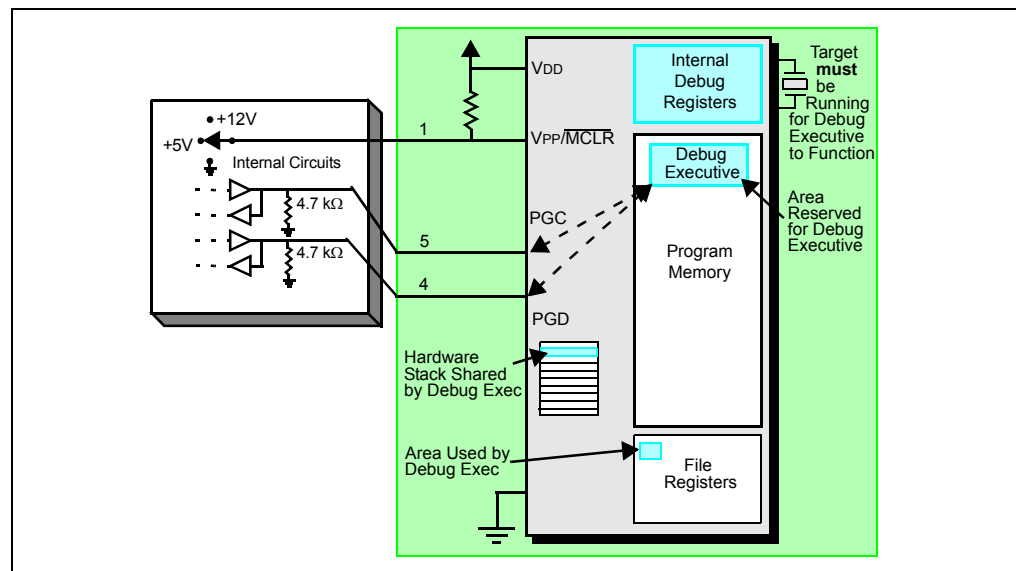 +12V
+5V
Internal Circuits
4.7 kΩ
4.7 kΩ
1
5
4
VDD
VPP/MCLR
PGC
PGD
Internal
Debug
Registers
Debug
Executive
Program
Memory
File
Registers
Hardware
Stack Shared
by Debug Exec
Area Used by
Debug Exec
Target
must
be
Running
for Debug
Executive
to Function
Area
Reserved
for Debug
Executive